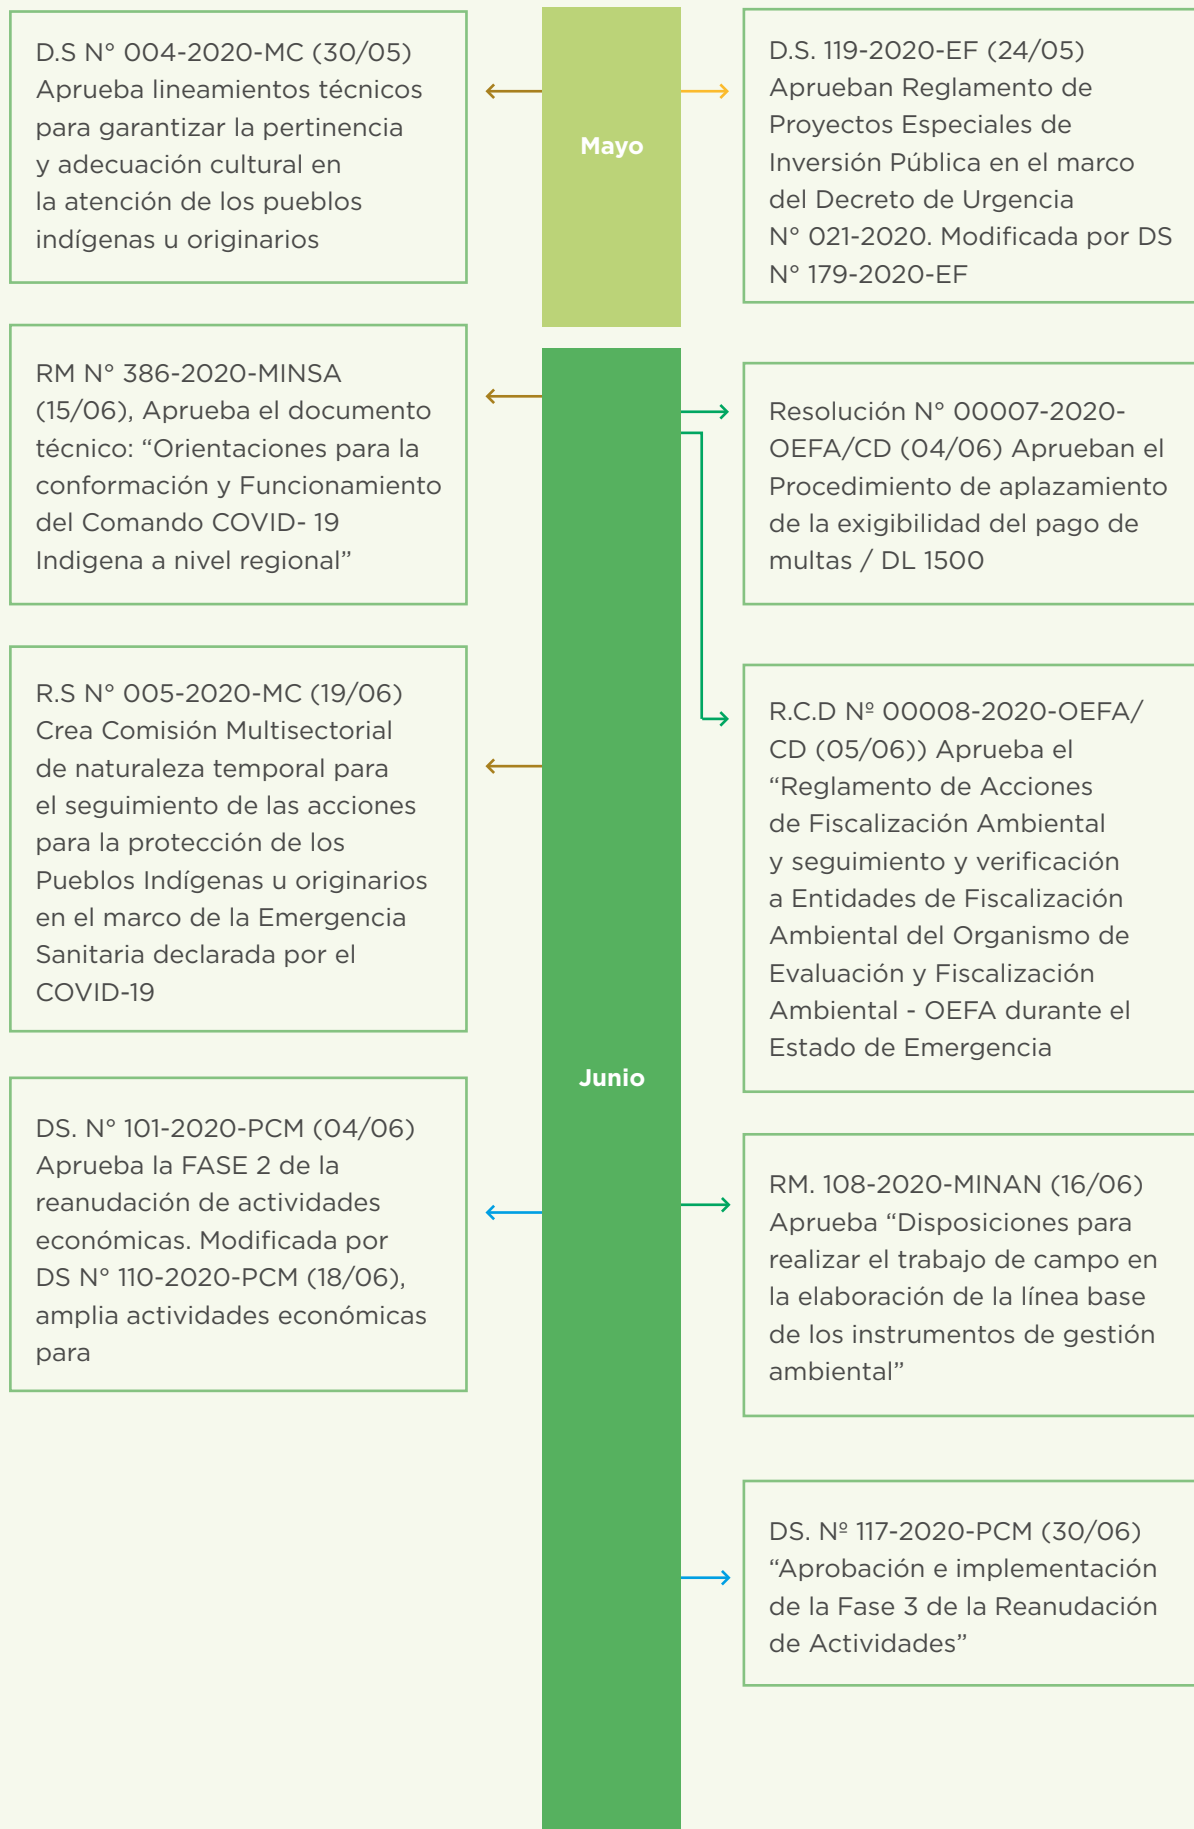 D.S N° 004-2020-MC (30/05)
Aprueba lineamientos técnicos
para garantizar la pertinencia
y adecuación cultural en
la atención de los pueblos
indígenas u originarios
Mayo
D.S. 119-2020-EF (24/05)
Aprueban Reglamento de
Proyectos Especiales de
Inversión Pública en el marco
del Decreto de Urgencia
N° 021-2020. Modificada por DS
N° 179-2020-EF
RM N° 386-2020-MINSA
(15/06), Aprueba el documento
técnico: “Orientaciones para la
conformación y Funcionamiento
del Comando COVID- 19
Indigena a nivel regional”
Resolución N° 00007-2020-
OEFA/CD (04/06) Aprueban el
Procedimiento de aplazamiento
de la exigibilidad del pago de
multas / DL 1500
R.S N° 005-2020-MC (19/06)
Crea Comisión Multisectorial
de naturaleza temporal para
el seguimiento de las acciones
para la protección de los
Pueblos Indígenas u originarios
en el marco de la Emergencia
Sanitaria declarada por el
COVID-19
R.C.D Nº 00008-2020-OEFA/
CD (05/06)) Aprueba el
“Reglamento de Acciones
de Fiscalización Ambiental
y seguimiento y verificación
a Entidades de Fiscalización
Ambiental del Organismo de
Evaluación y Fiscalización
Ambiental - OEFA durante el
Estado de Emergencia
Junio
DS. N° 101-2020-PCM (04/06)
Aprueba la FASE 2 de la
reanudación de actividades
económicas. Modificada por
DS N° 110-2020-PCM (18/06),
amplia actividades económicas
para
RM. 108-2020-MINAN (16/06)
Aprueba “Disposiciones para
realizar el trabajo de campo en
la elaboración de la línea base
de los instrumentos de gestión
ambiental”
DS. Nº 117-2020-PCM (30/06)
“Aprobación e implementación
de la Fase 3 de la Reanudación
de Actividades”